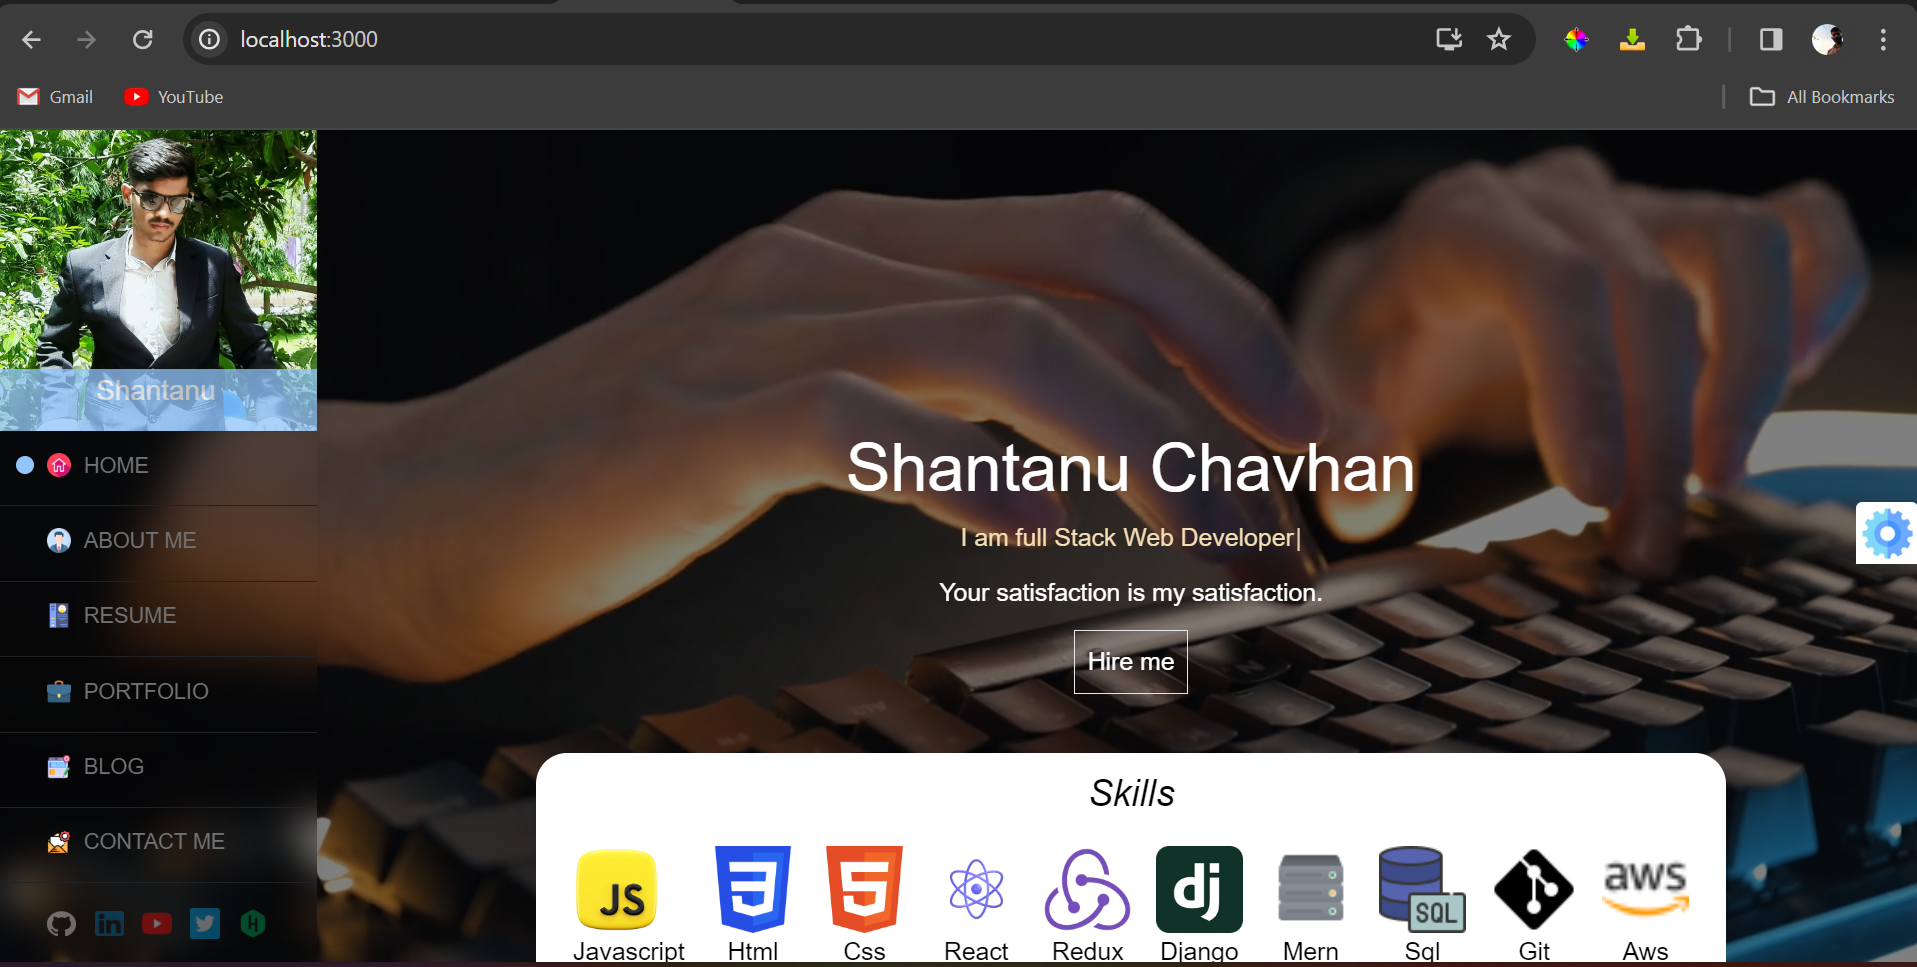 localhost:3000
Gmail
YouTube
All Bookmarks
Shantanu
HOME
ABOUT ME
RESUME
PORTFOLIO
BLOG
CONTACT ME
Shantanu Chavhan
I am full Stack Web Developer|
Your satisfaction is my satisfaction.
Hire me
Skills
JS
SQL
aws
Javascript
Html
Css
React
Redux
Django
Mern
Sql
Git
Aws
in
dj